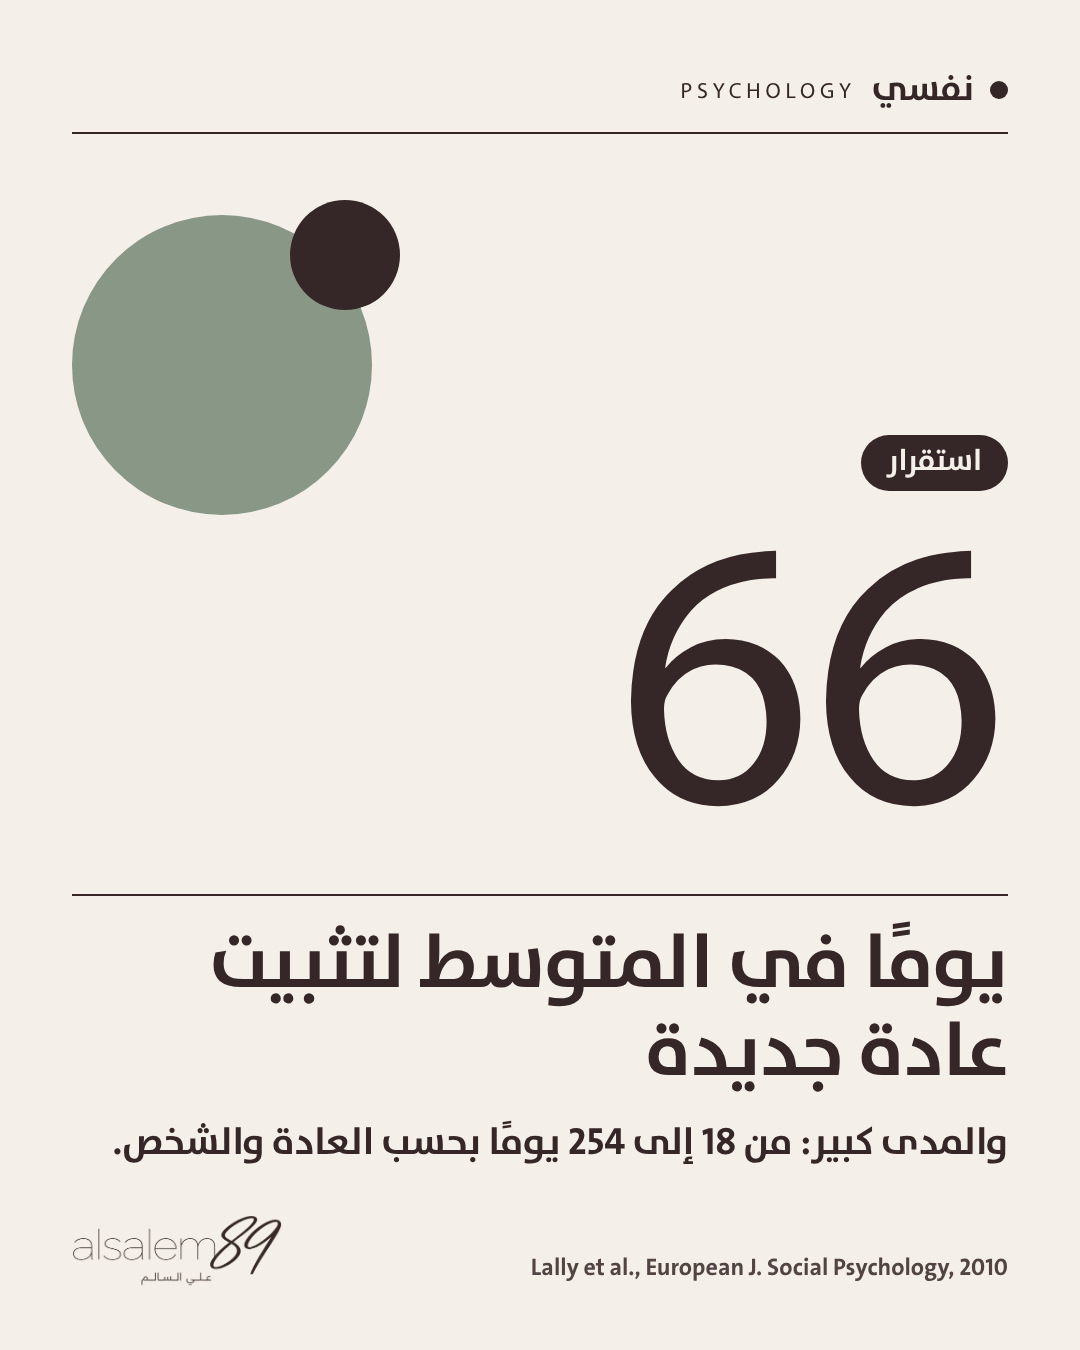 نفسي PSYCHOLOGY
استقرار
66
يومًا في المتوسط لتثبيت
عادة جديدة
والمدى كبير: من 18 إلى 254 يومًا بحسب العادة والشخص.
Lally et al., European J. Social Psychology, 2010
alsalem89
علي السالم